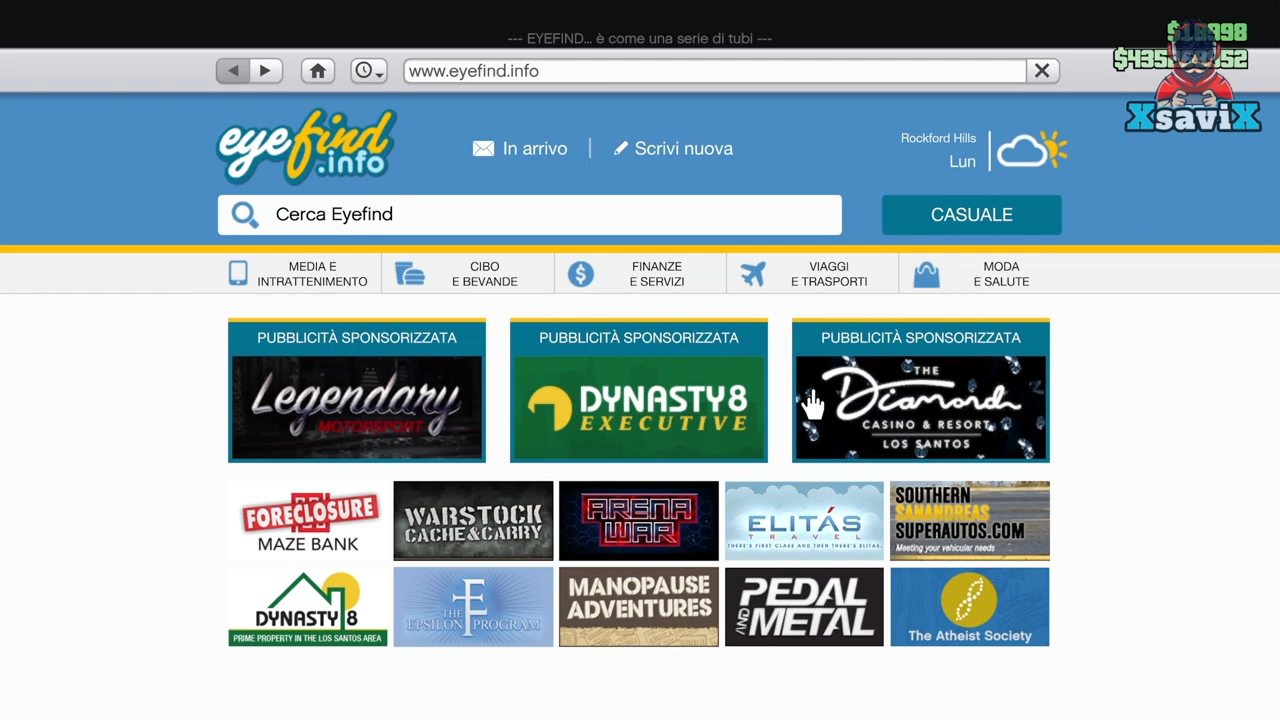 --- EYEFIND... è come una serie di tubi ---
www.eyefind.info
XsaviX
eyefind
.info
In arrivo
Scrivi nuova
Rockford Hills
Lun
Cerca Eyefind
CASUALE
MEDIA E
INTRATTENIMENTO
CIBO
E BEVANDE
FINANZE
E SERVIZI
VIAGGI
E TRASPORTI
MODA
E SALUTE
PUBBLICITÀ SPONSORIZZATA
Legendary
MOTORSPORT
PUBBLICITÀ SPONSORIZZATA
DYNASTY 8
EXECUTIVE
PUBBLICITÀ SPONSORIZZATA
THE
Diamond
CASINO & RESORT
LOS SANTOS
FORECLOSURE
MAZE BANK
WARSTOCK
CACHE&CARRY
ARENA
WAR
ELITÁS
TRAVEL
THERE'S FIRST CLASS AND THEN THERE'S ELITAS.
SOUTHERN
SANANDREAS
SUPERAUTOS.COM
Meeting your vehicular needs
DYNASTY 8
PRIME PROPERTY IN THE LOS SANTOS AREA
THE
EPSILON PROGRAM
MANOPAUSE
ADVENTURES
PEDAL
AND METAL
The Atheist Society